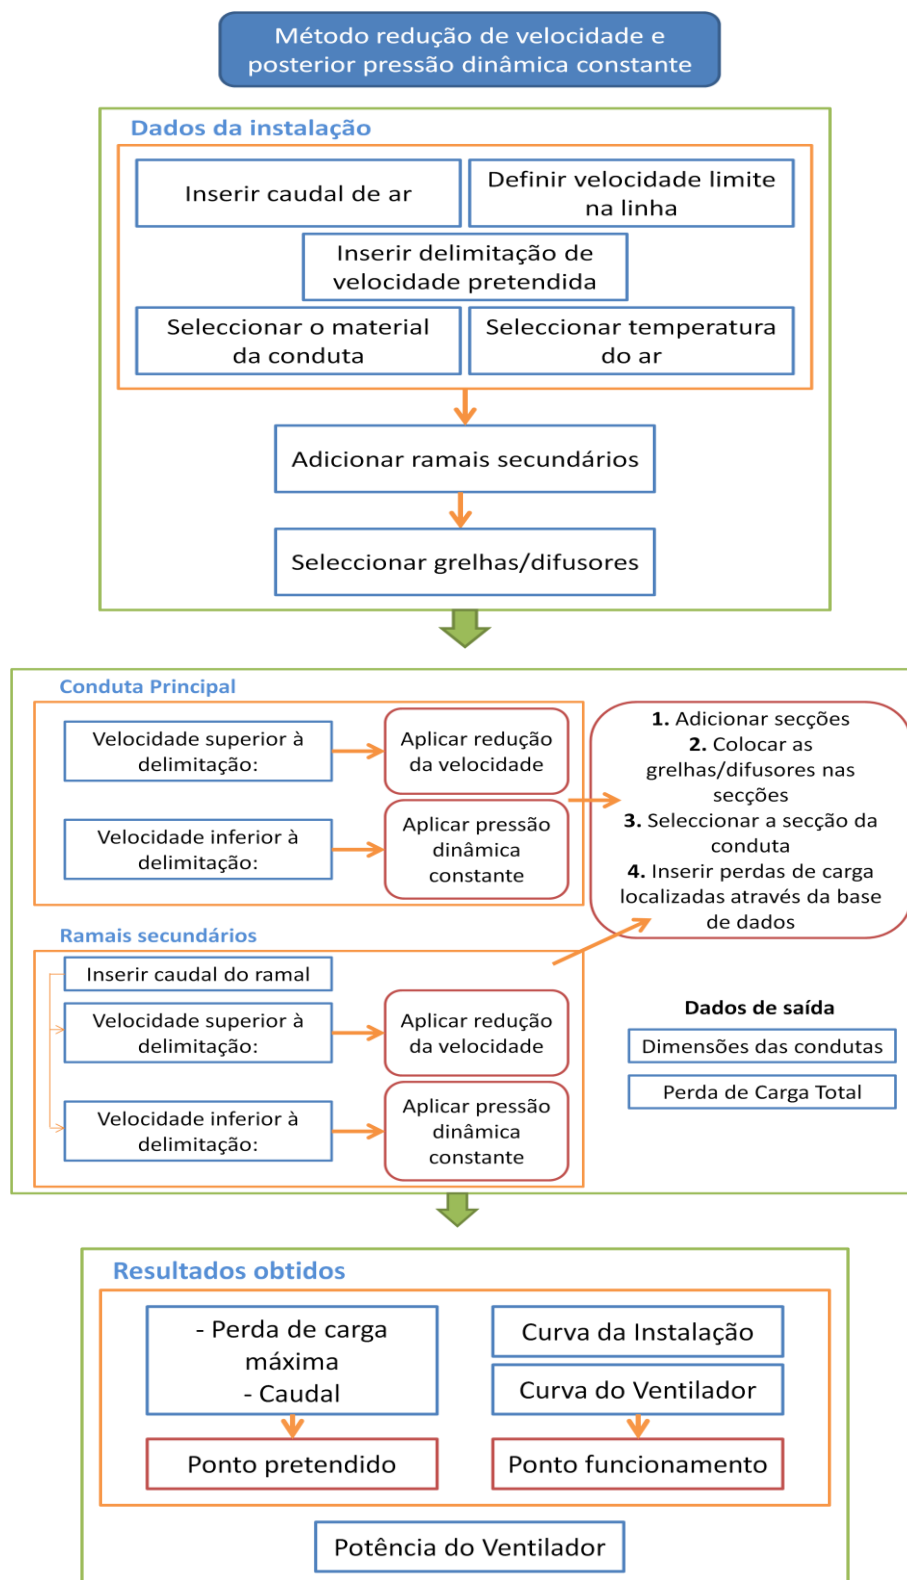 Método redução de velocidade e
posterior pressão dinâmica constante
Dados da instalação
Inserir caudal de ar
Definir velocidade limite
na linha
Inserir delimitação de
velocidade pretendida
Seleccionar o material
da conduta
Seleccionar temperatura
do ar
Adicionar ramais secundários
Seleccionar grelhas/difusores
Conduta Principal
Velocidade superior à
delimitação:
Aplicar redução
da velocidade
Velocidade inferior à
delimitação:
Aplicar pressão
dinâmica
constante
1. Adicionar secções
2. Colocar as
grelhas/difusores nas
secções
3. Seleccionar a secção da
conduta
4. Inserir perdas de carga
localizadas através da base
de dados
Ramais secundários
Inserir caudal do ramal
Velocidade superior à
delimitação:
Aplicar redução
da velocidade
Velocidade inferior à
delimitação:
Aplicar pressão
dinâmica
constante
Dados de saída
Dimensões das condutas
Perda de Carga Total
Resultados obtidos
- Perda de carga
máxima
- Caudal
Ponto pretendido
Curva da Instalação
Curva do Ventilador
Ponto funcionamento
Potência do Ventilador